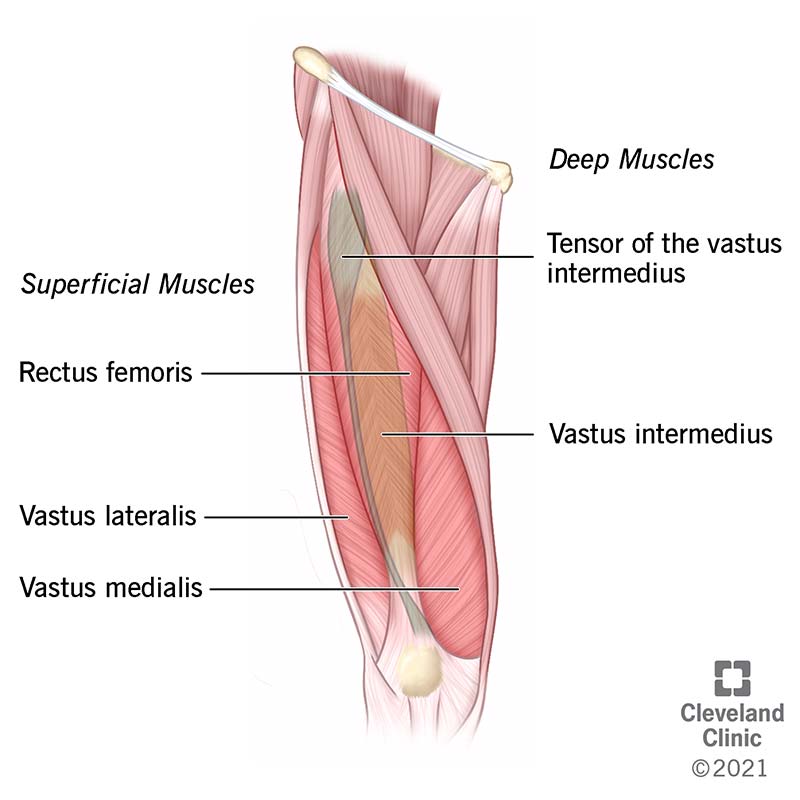 Deep Muscles
Tensor of the vastus
intermedius
Superficial Muscles
Rectus femoris
Vastus intermedius
Vastus lateralis
Vastus medialis
Cleveland
Clinic
©2021